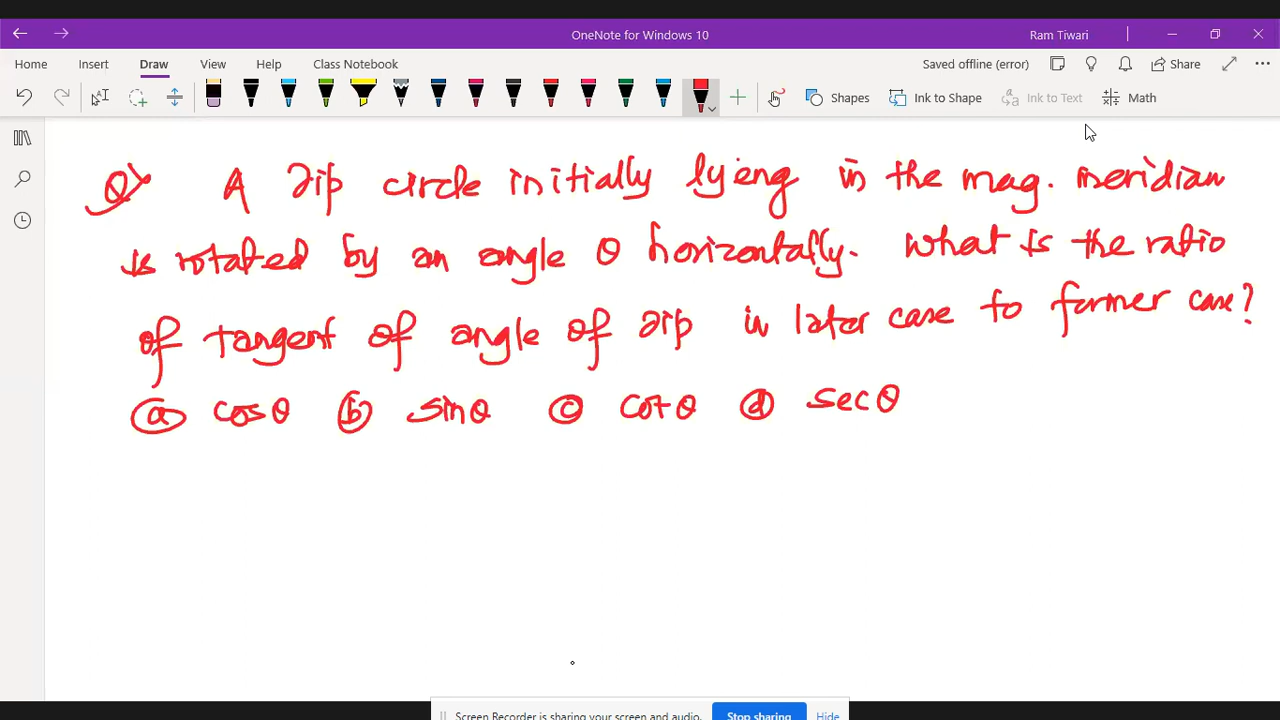 OneNote for Windows 10
Ram Tiwari
Home Insert Draw View Help Class Notebook
Saved offline (error) Share
Shapes Ink to Shape Ink to Text Math
Q> A dip circle initially lyieng in the mag. meridian
is rotated by an angle θ horizontally. What is the ratio
of tangent of angle of dip in later case to former case?
(a) cosθ (b) sinθ (c) cotθ (d) secθ
Screen Recorder is sharing your screen and audio. Stop sharing Hide